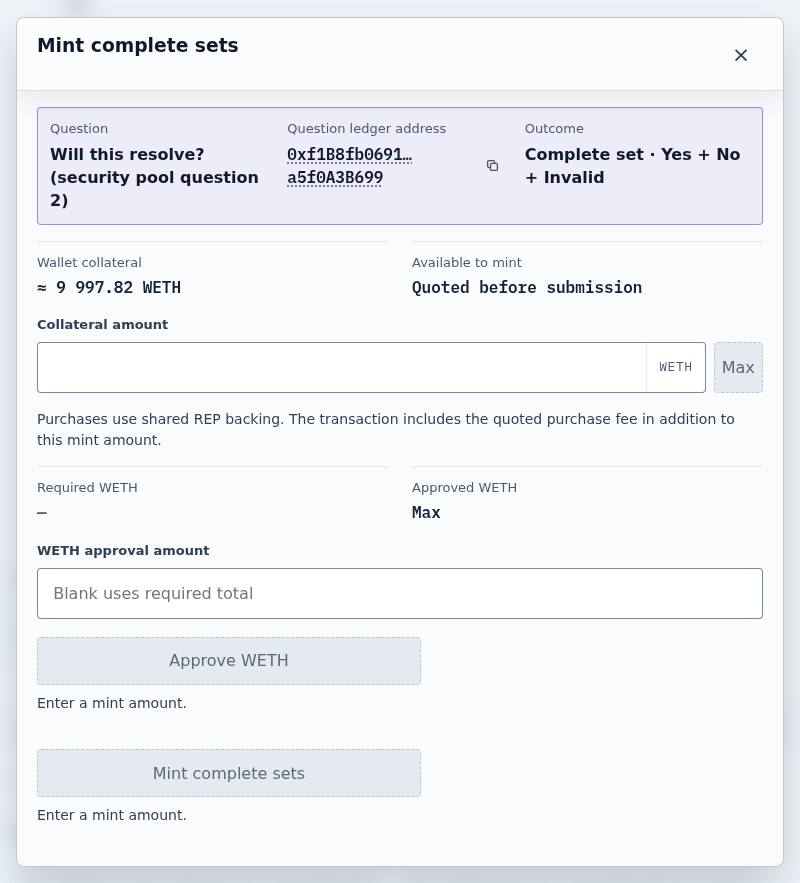 Mint complete sets
Question
Question ledger address
Outcome
Will this resolve?
(security pool question
2)
0xf1B8fb0691…
a5f0A3B699
Complete set · Yes + No
+ Invalid
Wallet collateral
Available to mint
≈ 9 997.82 WETH
Quoted before submission
Collateral amount
WETH
Max
Purchases use shared REP backing. The transaction includes the quoted purchase fee in addition to
this mint amount.
Required WETH
Approved WETH
—
Max
WETH approval amount
Blank uses required total
Approve WETH
Enter a mint amount.
Mint complete sets
Enter a mint amount.